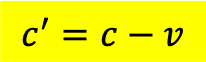 c′ = c − v